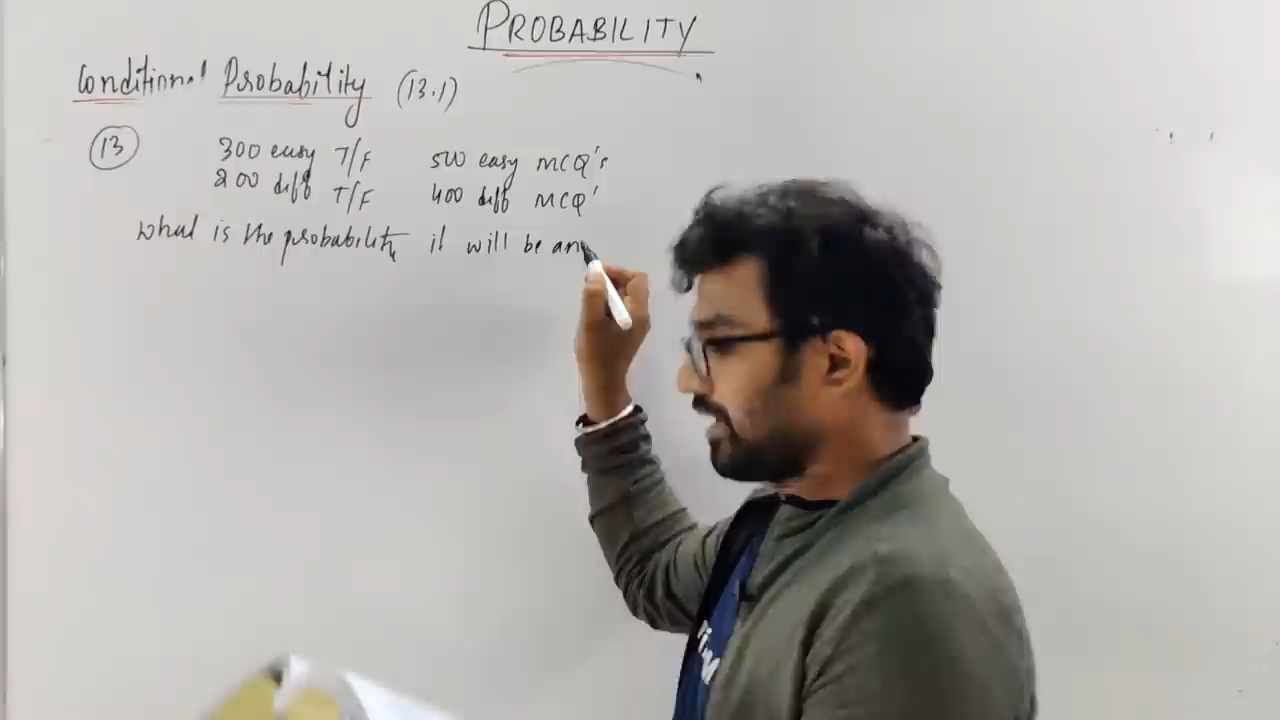 PROBABILITY
Conditional Probability (13.1)
13 300 easy T/F 500 easy MCQ's
200 diff T/F 400 diff MCQ'
What is the probability it will be an